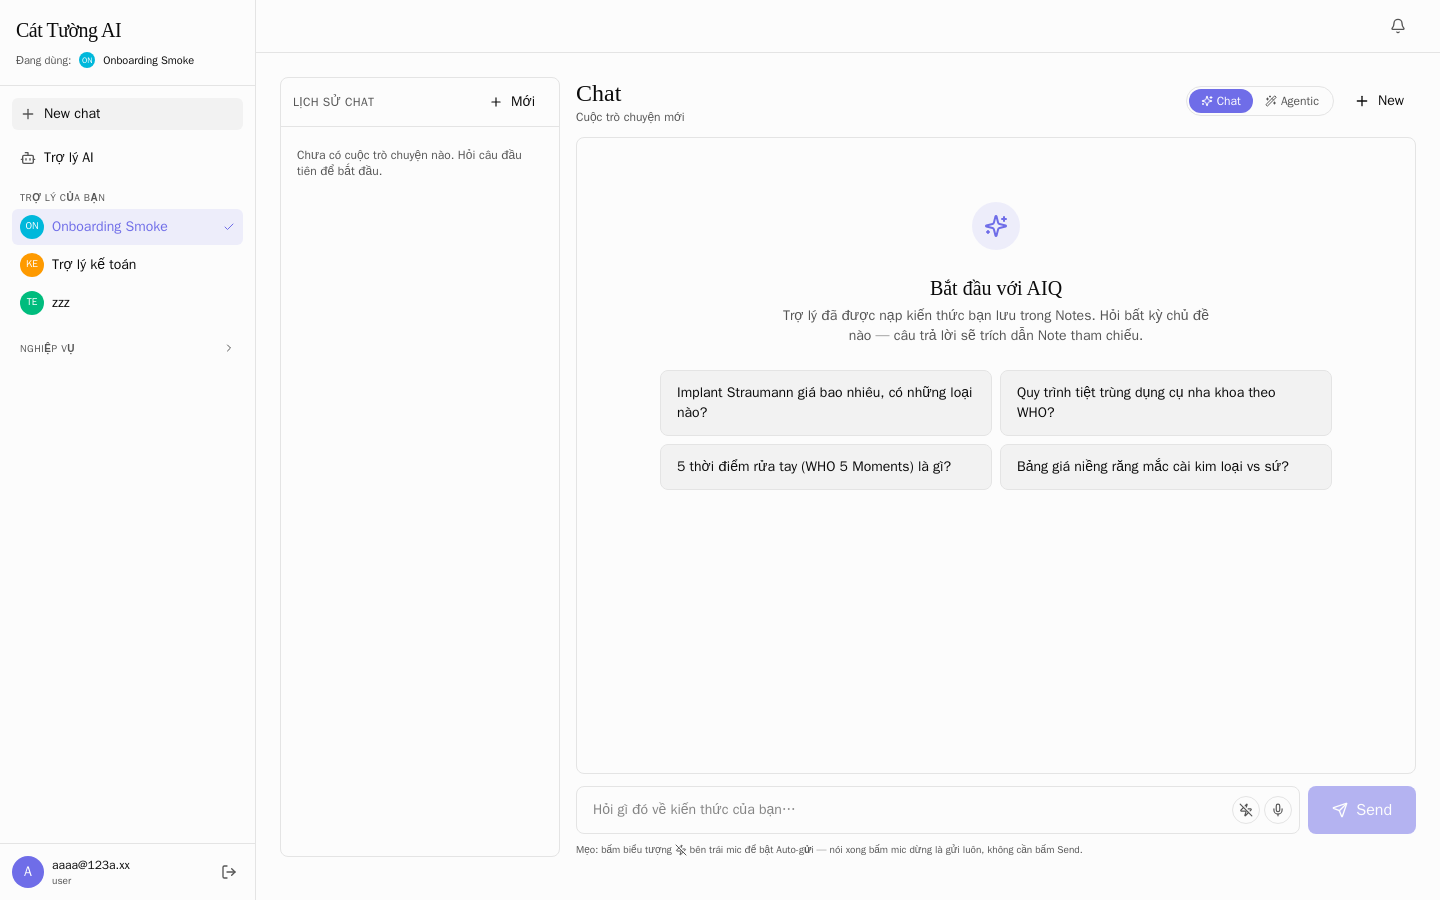 Cát Tường AI
Đang dùng: ON Onboarding Smoke
New chat
Trợ lý AI
TRỢ LÝ CỦA BẠN
ON Onboarding Smoke
KE Trợ lý kế toán
TE zzz
NGHIỆP VỤ
A aaaa@123a.xx
user
LỊCH SỬ CHAT
Mới
Chưa có cuộc trò chuyện nào. Hỏi câu đầu
tiên để bắt đầu.
Chat
Cuộc trò chuyện mới
Chat
Agentic
New
Bắt đầu với AIQ
Trợ lý đã được nạp kiến thức bạn lưu trong Notes. Hỏi bất kỳ chủ đề
nào — câu trả lời sẽ trích dẫn Note tham chiếu.
Implant Straumann giá bao nhiêu, có những loại
nào?
Quy trình tiệt trùng dụng cụ nha khoa theo
WHO?
5 thời điểm rửa tay (WHO 5 Moments) là gì?
Bảng giá niềng răng mắc cài kim loại vs sứ?
Hỏi gì đó về kiến thức của bạn…
Send
Mẹo: bấm biểu tượng bên trái mic để bật Auto-gửi — nói xong bấm mic dừng là gửi luôn, không cần bấm Send.